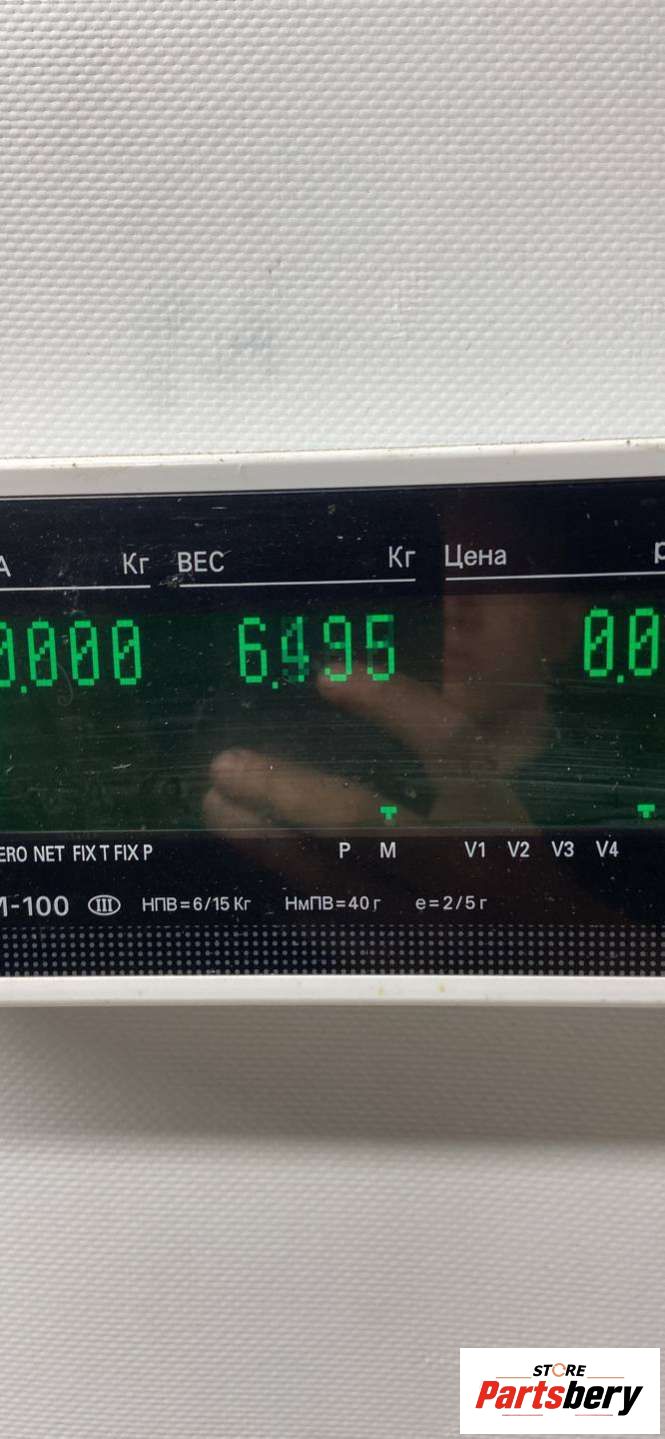 Кг ВЕС Кг Цена
0.000 6.495 0.0
NET FIX T FIX P P M V1 V2 V3 V4
-100 III НПВ=6/15 Кг НмПВ=40 г e=2/5 г
STORE
Partsbery